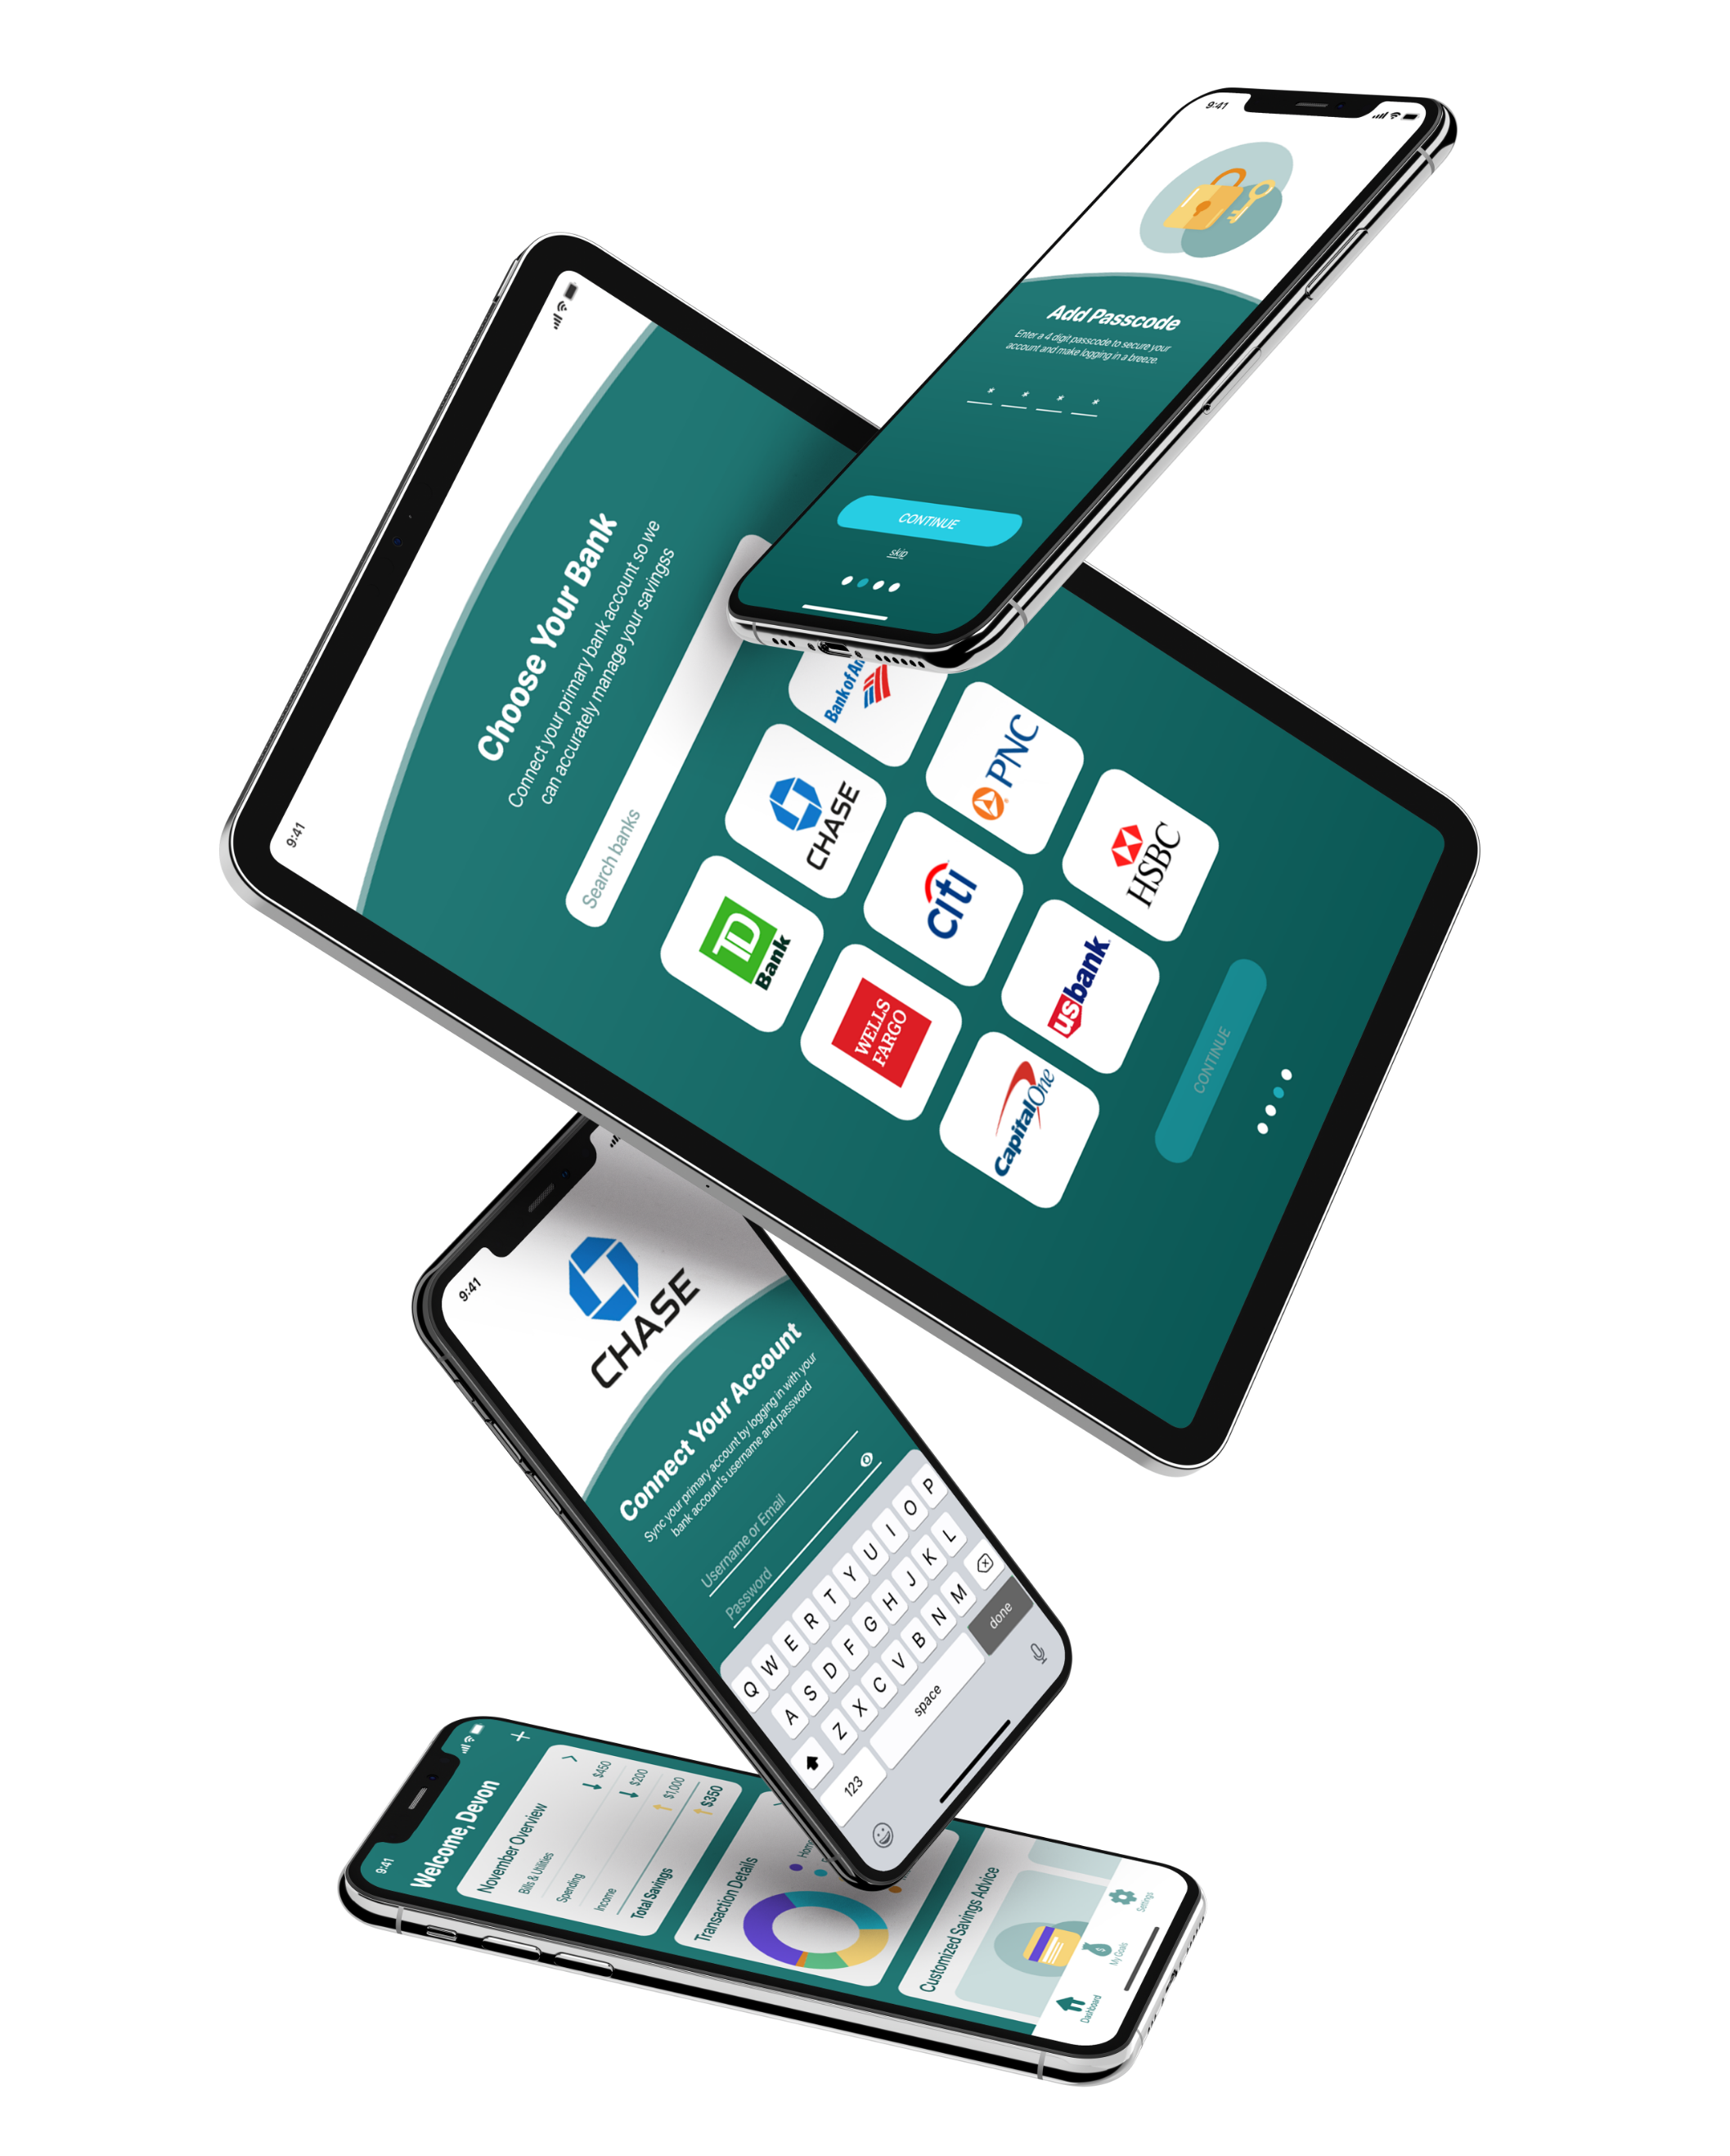 9:41
Add Passcode
Enter a 4 digit passcode to secure your
account and make logging in a breeze.
* * * *
CONTINUE
skip
9:41
Choose Your Bank
Connect your primary bank account so we
can accurately manage your savingss
Search banks
TD
Bank
CHASE
Bank of Am
WELLS
FARGO
citi
PNC
Capital One
usbank
HSBC
CONTINUE
9:41
CHASE
Connect Your Account
Sync your primary account by logging in with your
bank account's username and password
Username or Email
Password
Q W E R T Y U I O P
A S D F G H J K L
Z X C V B N M
123 space done
9:41
Welcome, Devon
November Overview
Bills & Utilities $450
Spending $200
Income $1,000
Total Savings $350
Transaction Details
Customized Savings Advice
Dashboard My Goals Settings